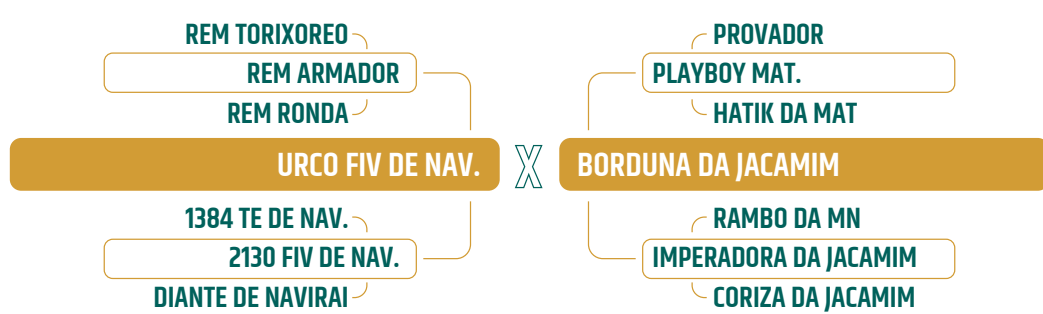 REM TORIXOREO
REM ARMADOR
REM RONDA
URCO FIV DE NAV.
1384 TE DE NAV.
2130 FIV DE NAV.
DIANTE DE NAVIRAI
X
PROVADOR
PLAYBOY MAT.
HATIK DA MAT
BORDUNA DA JACAMIM
RAMBO DA MN
IMPERADORA DA JACAMIM
CORIZA DA JACAMIM